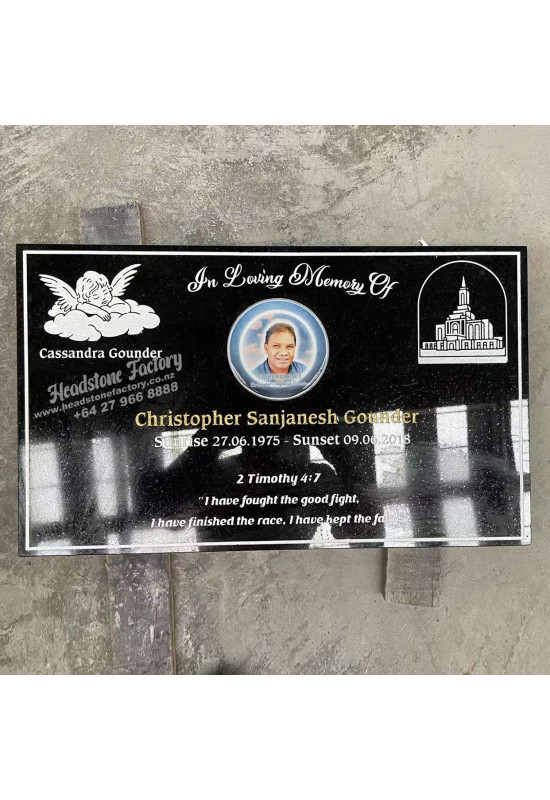 In Loving Memory Of
Cassandra Gounder
Headstone Factory
www.headstonefactory.co.nz
+64 27 966 8888
Christopher Sanjanesh Gounder
Sunrise 27.06.1975 - Sunset 09.06.2018
2 Timothy 4:7
"I have fought the good fight,
I have finished the race, I have kept the